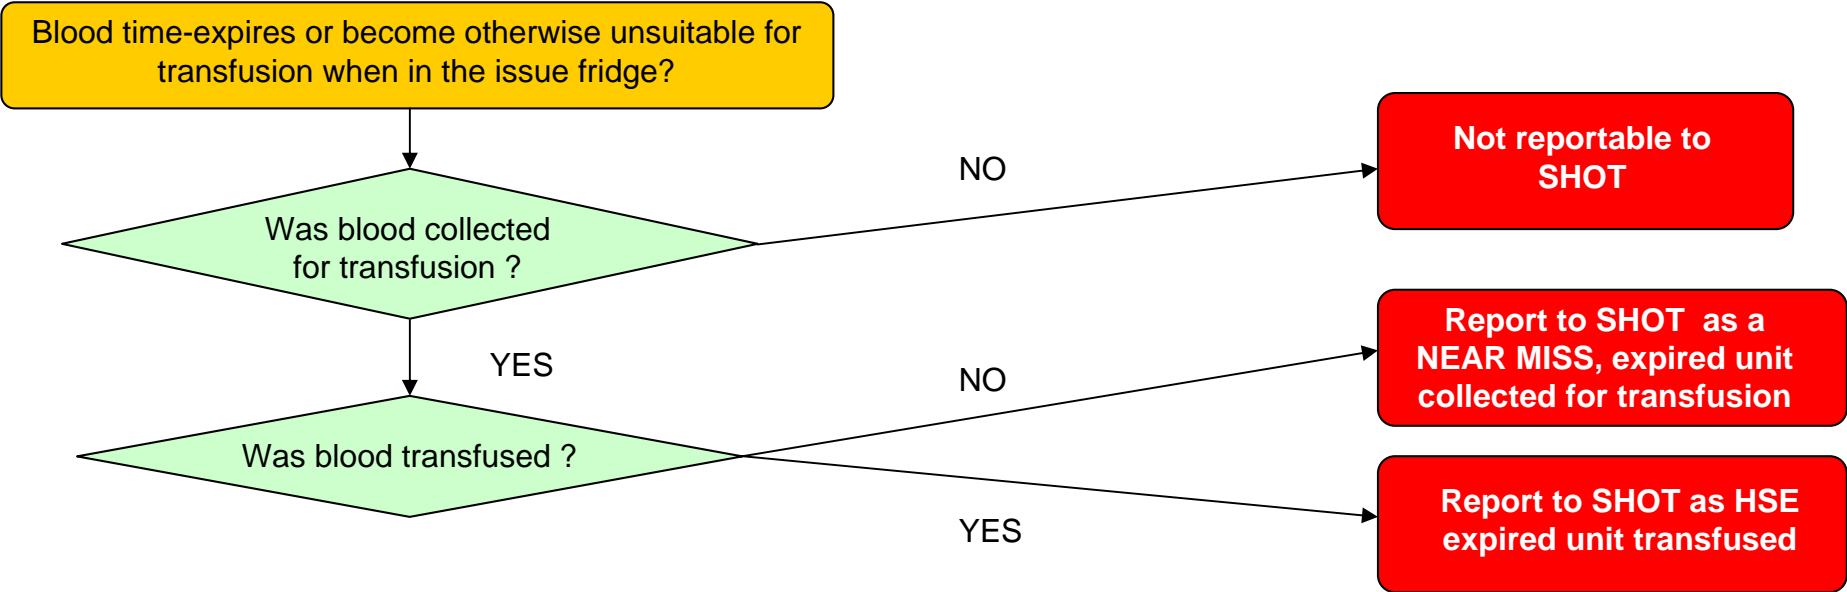 Blood time-expires or become otherwise unsuitable for
transfusion when in the issue fridge?
Was blood collected
for transfusion ?
NO
Not reportable to
SHOT
YES
Was blood transfused ?
NO
Report to SHOT  as a
NEAR MISS, expired unit
collected for transfusion
YES
Report to SHOT as HSE
expired unit transfused